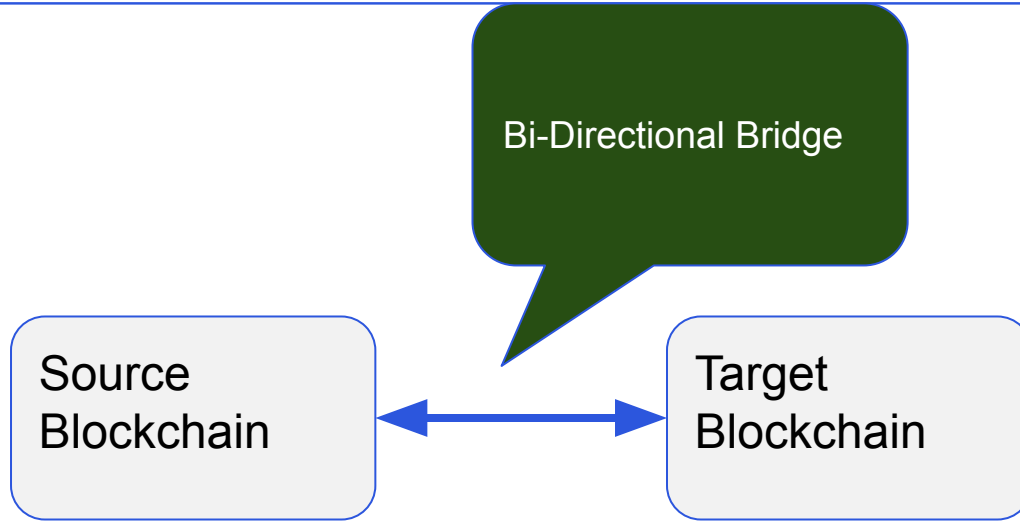 Bi-Directional Bridge
Source
Blockchain
Target
Blockchain